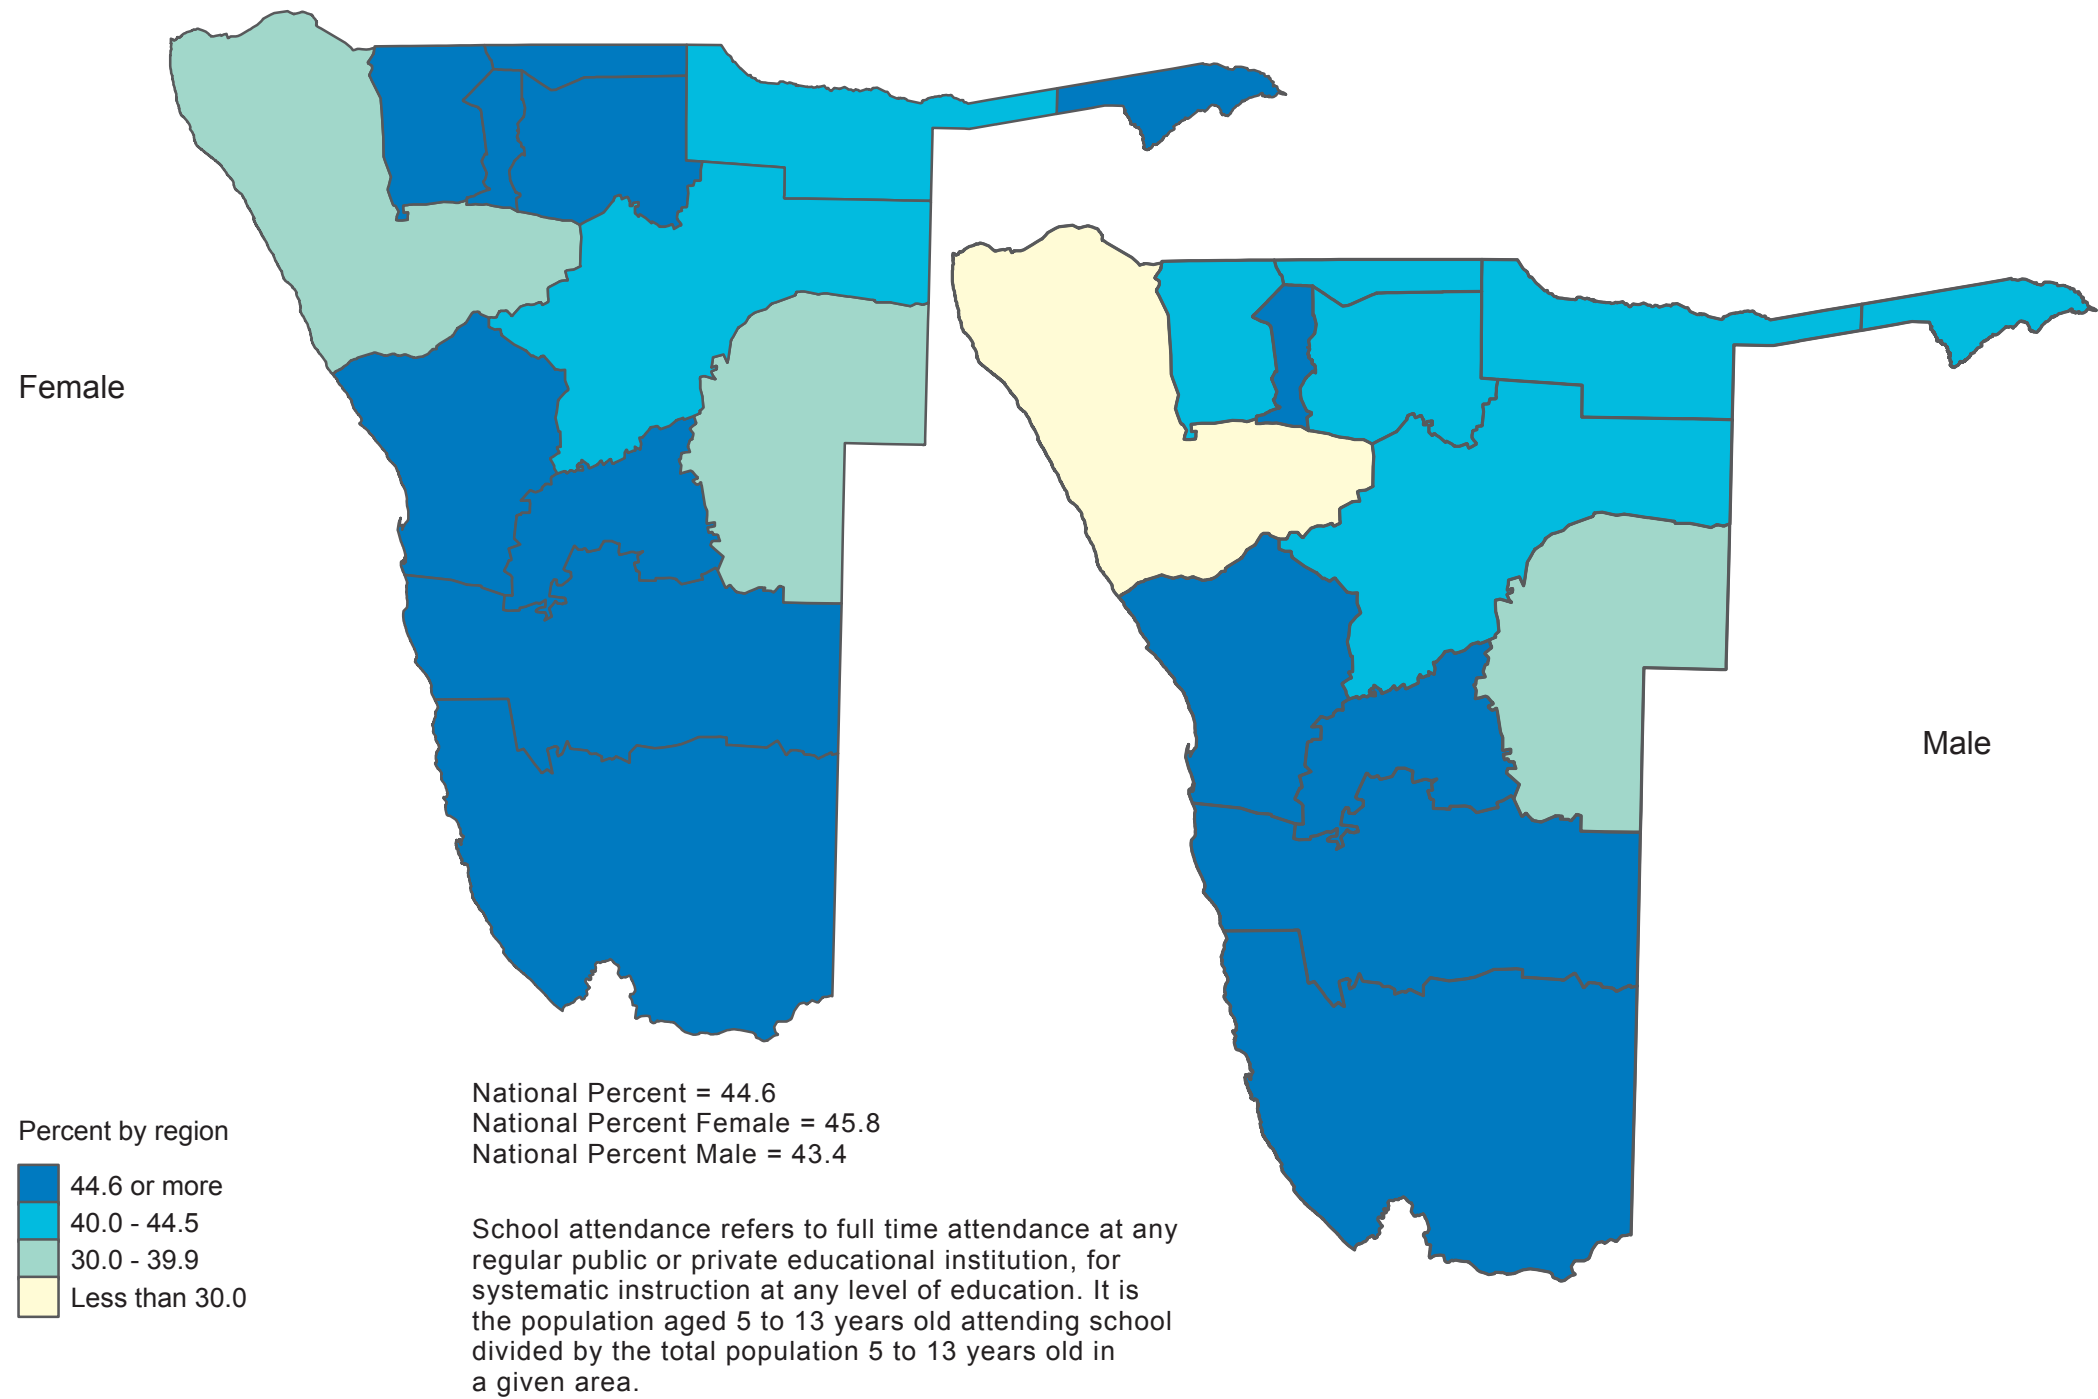 Female
Male
National Percent = 44.6
National Percent Female = 45.8
National Percent Male = 43.4
Percent by region
44.6 or more
40.0 - 44.5
30.0 - 39.9
Less than 30.0
School attendance refers to full time attendance at any
regular public or private educational institution, for
systematic instruction at any level of education. It is
the population aged 5 to 13 years old attending school
divided by the total population 5 to 13 years old in
a given area.